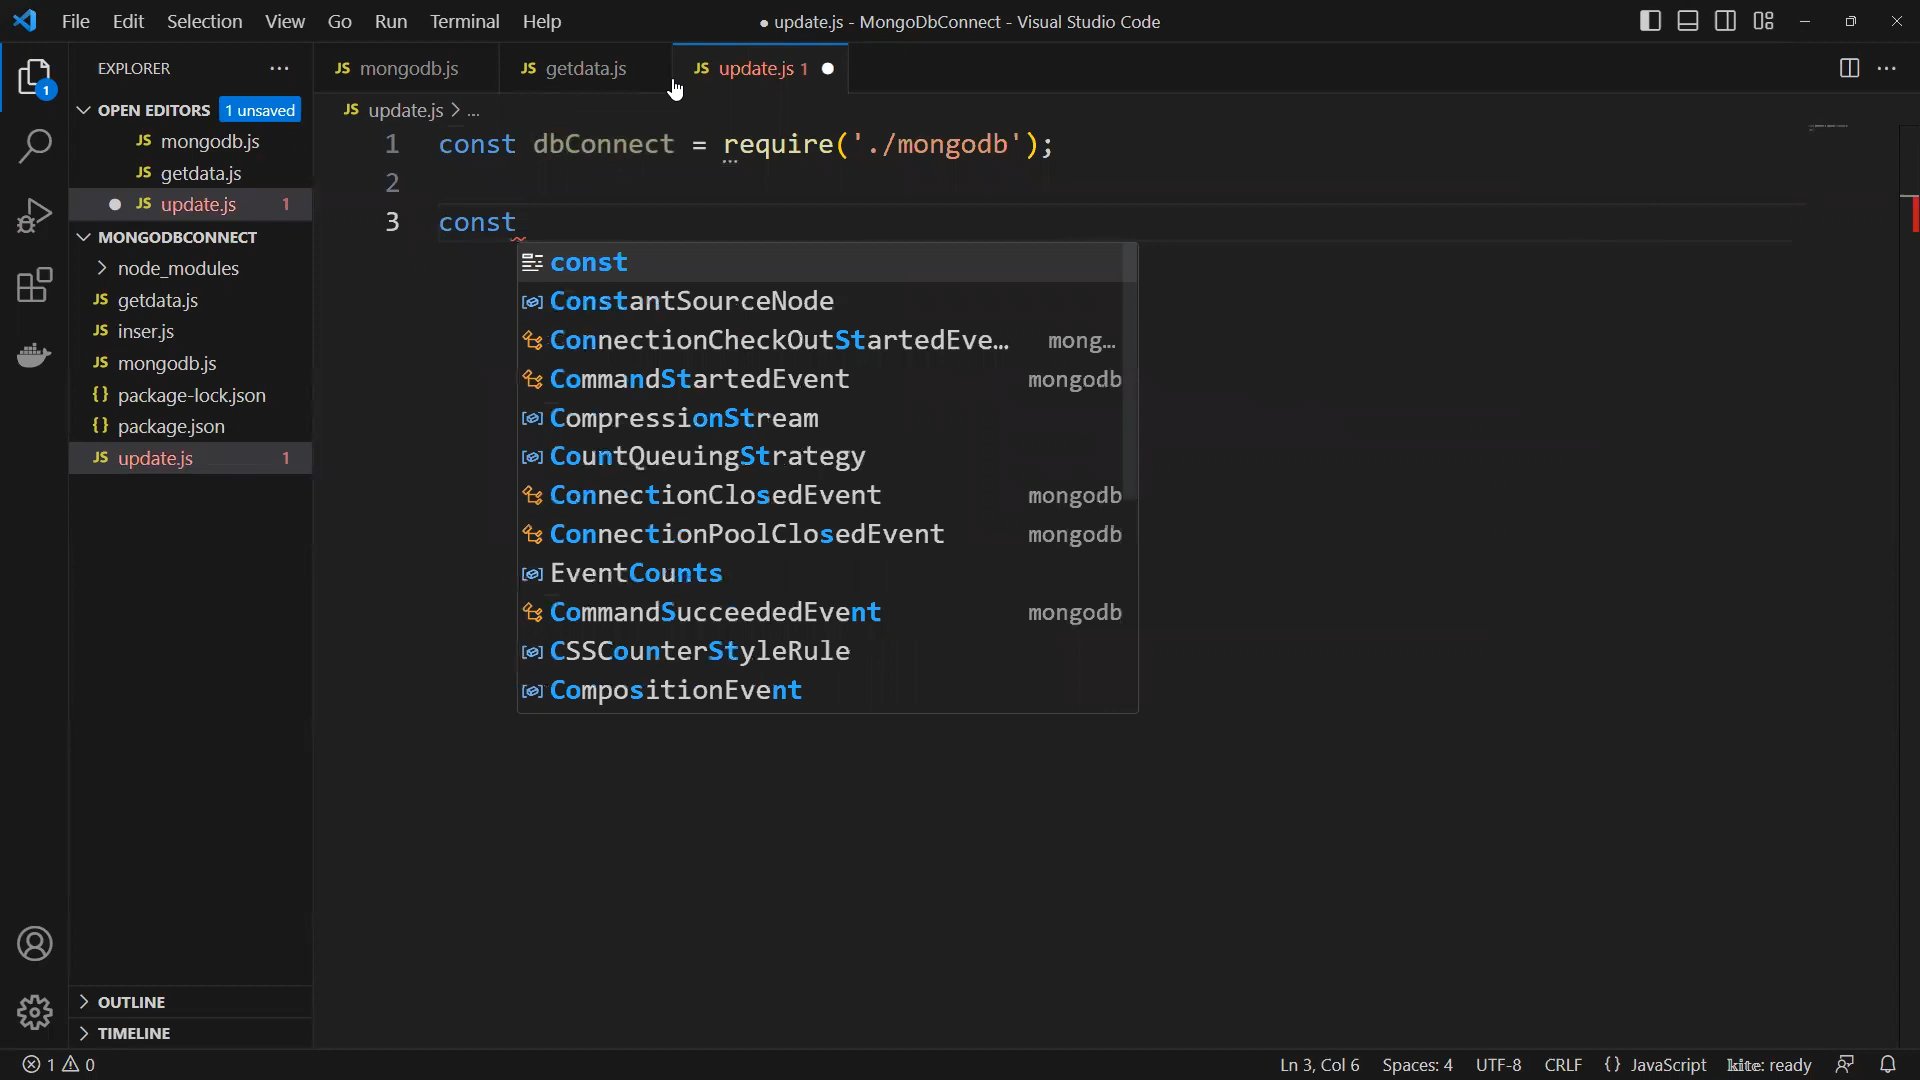 File Edit Selection View Go Run Terminal Help
● update.js - MongoDbConnect - Visual Studio Code
EXPLORER ...
JS mongodb.js
JS getdata.js
JS update.js 1 ●
OPEN EDITORS 1 unsaved
JS mongodb.js
JS getdata.js
● JS update.js 1
MONGODBCONNECT
node_modules
JS getdata.js
JS inser.js
JS mongodb.js
{} package-lock.json
{} package.json
JS update.js 1
OUTLINE
TIMELINE
JS update.js > ...
1 const dbConnect = require('./mongodb');
2
3 const
const
ConstantSourceNode
ConnectionCheckOutStartedEve... mong...
CommandStartedEvent mongodb
CompressionStream
CountQueuingStrategy
ConnectionClosedEvent mongodb
ConnectionPoolClosedEvent mongodb
EventCounts
CommandSucceededEvent mongodb
CSSCounterStyleRule
CompositionEvent
1
1 0
Ln 3, Col 6 Spaces: 4 UTF-8 CRLF {} JavaScript kite: ready